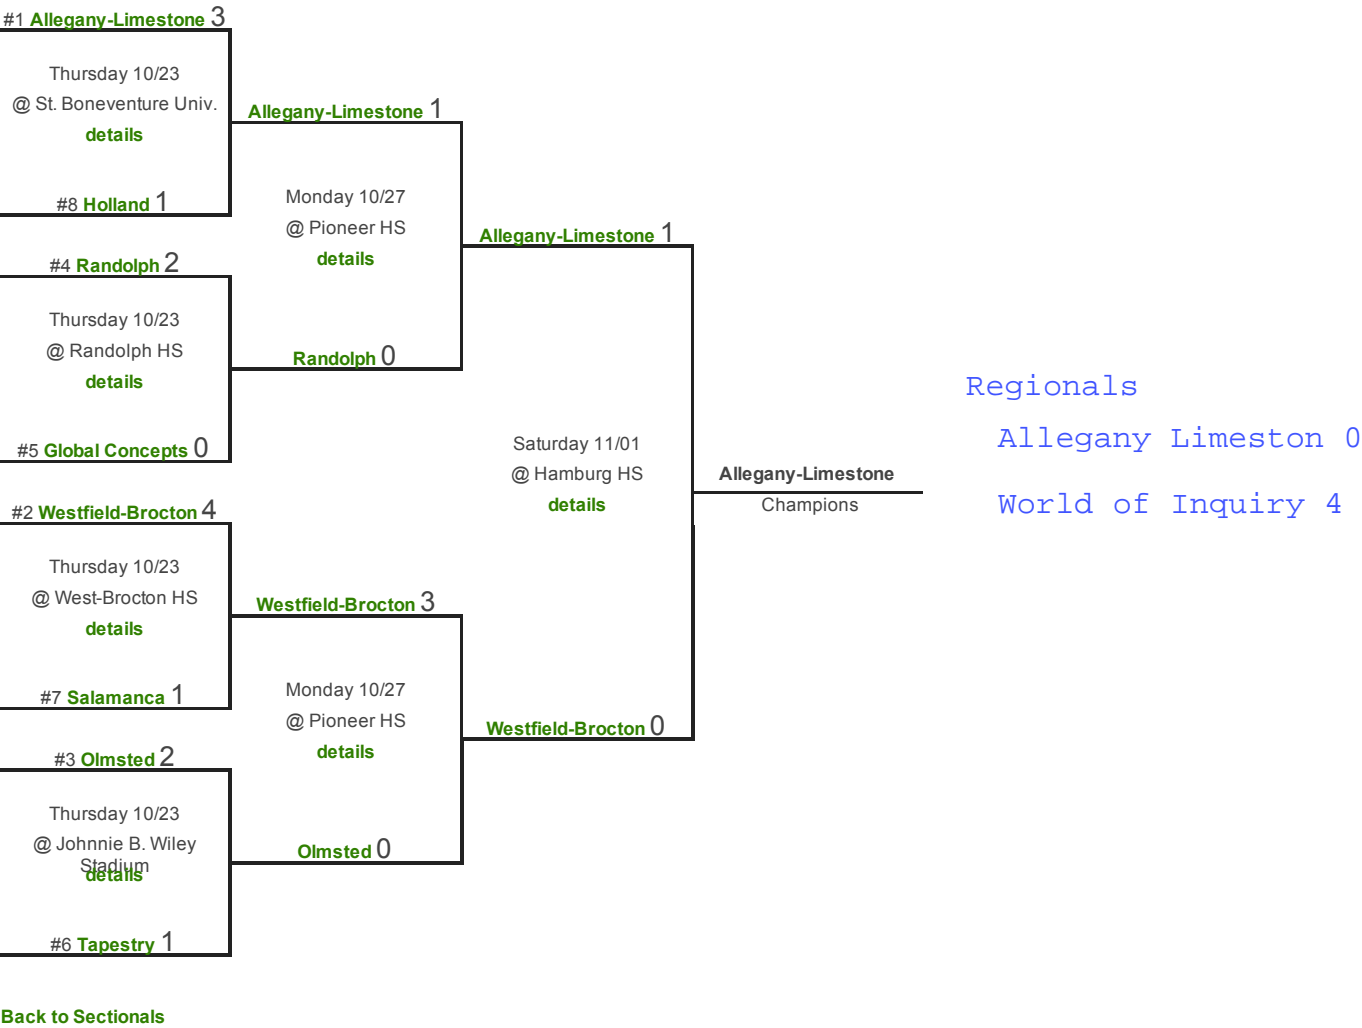 #1 Allegany-Limestone 3
Thursday 10/23
@ St. Boneventure Univ.
details
#8 Holland 1
#4 Randolph 2
Thursday 10/23
@ Randolph HS
details
#5 Global Concepts 0
#2 Westfield-Brocton 4
Thursday 10/23
@ West-Brocton HS
details
#7 Salamanca 1
#3 Olmsted 2
Thursday 10/23
@ Johnnie B. Wiley
Stadium
details
#6 Tapestry 1
Allegany-Limestone 1
Monday 10/27
@ Pioneer HS
details
Randolph 0
Westfield-Brocton 3
Monday 10/27
@ Pioneer HS
details
Olmsted 0
Allegany-Limestone 1
Saturday 11/01
@ Hamburg HS
details
Westfield-Brocton 0
Allegany-Limestone
Champions
Regionals
Allegany Limeston 0
World of Inquiry 4
Back to Sectionals